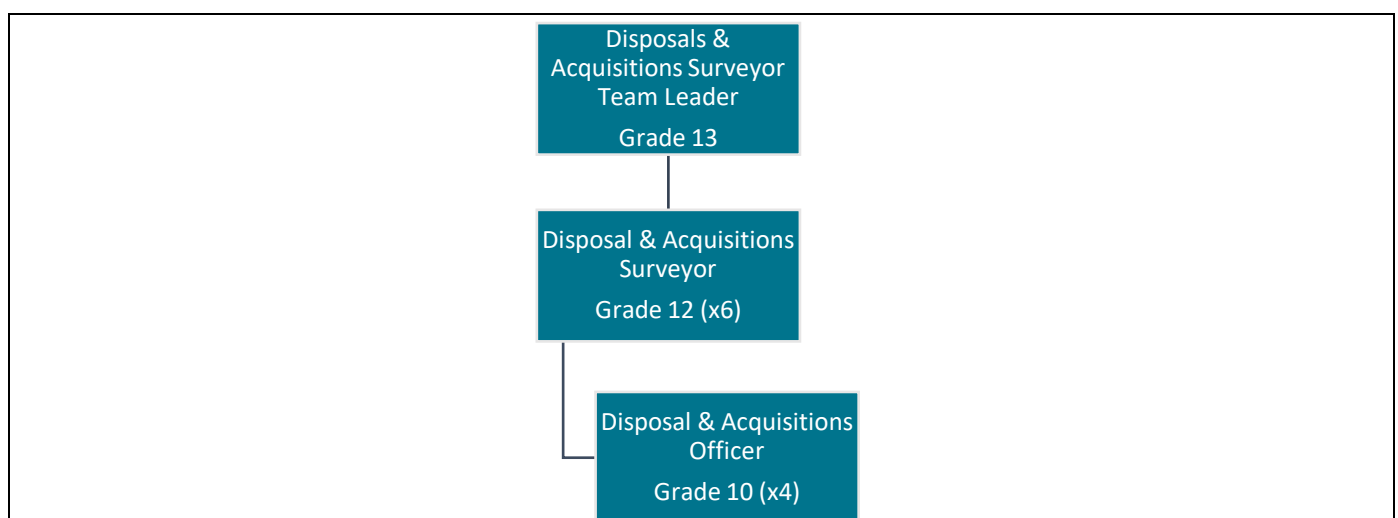 Disposals &
Acquisitions Surveyor
Team Leader
Grade 13
Disposal & Acquisitions
Surveyor
Grade 12 (x6)
Disposal & Acquisitions
Officer
Grade 10 (x4)